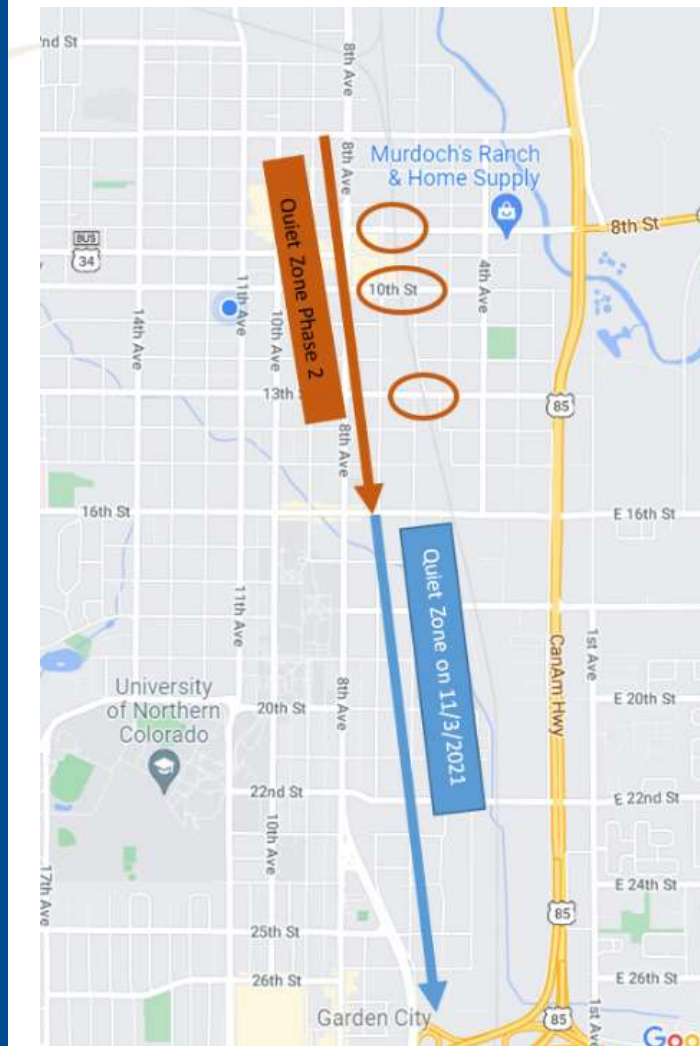 nd St
8th Ave
8th Ave
Murdoch's Ranch
& Home Supply
8th St
BUS
34
Quiet Zone Phase 2
10th St
4th Ave
11th Ave
10th Ave
14th Ave
13th
85
8th Ave
16th St
E 16th St
Quiet Zone on 11/3/2021
11th Ave
CanAm Hwy
1st Ave
University
of Northern
Colorado
20th St
8th Ave
E 20th St
22nd St
E 22nd St
10th Ave
17th Ave
E 24th St
85
25th St
26th St
E 26th St
Garden City
85
1st Av
Goo